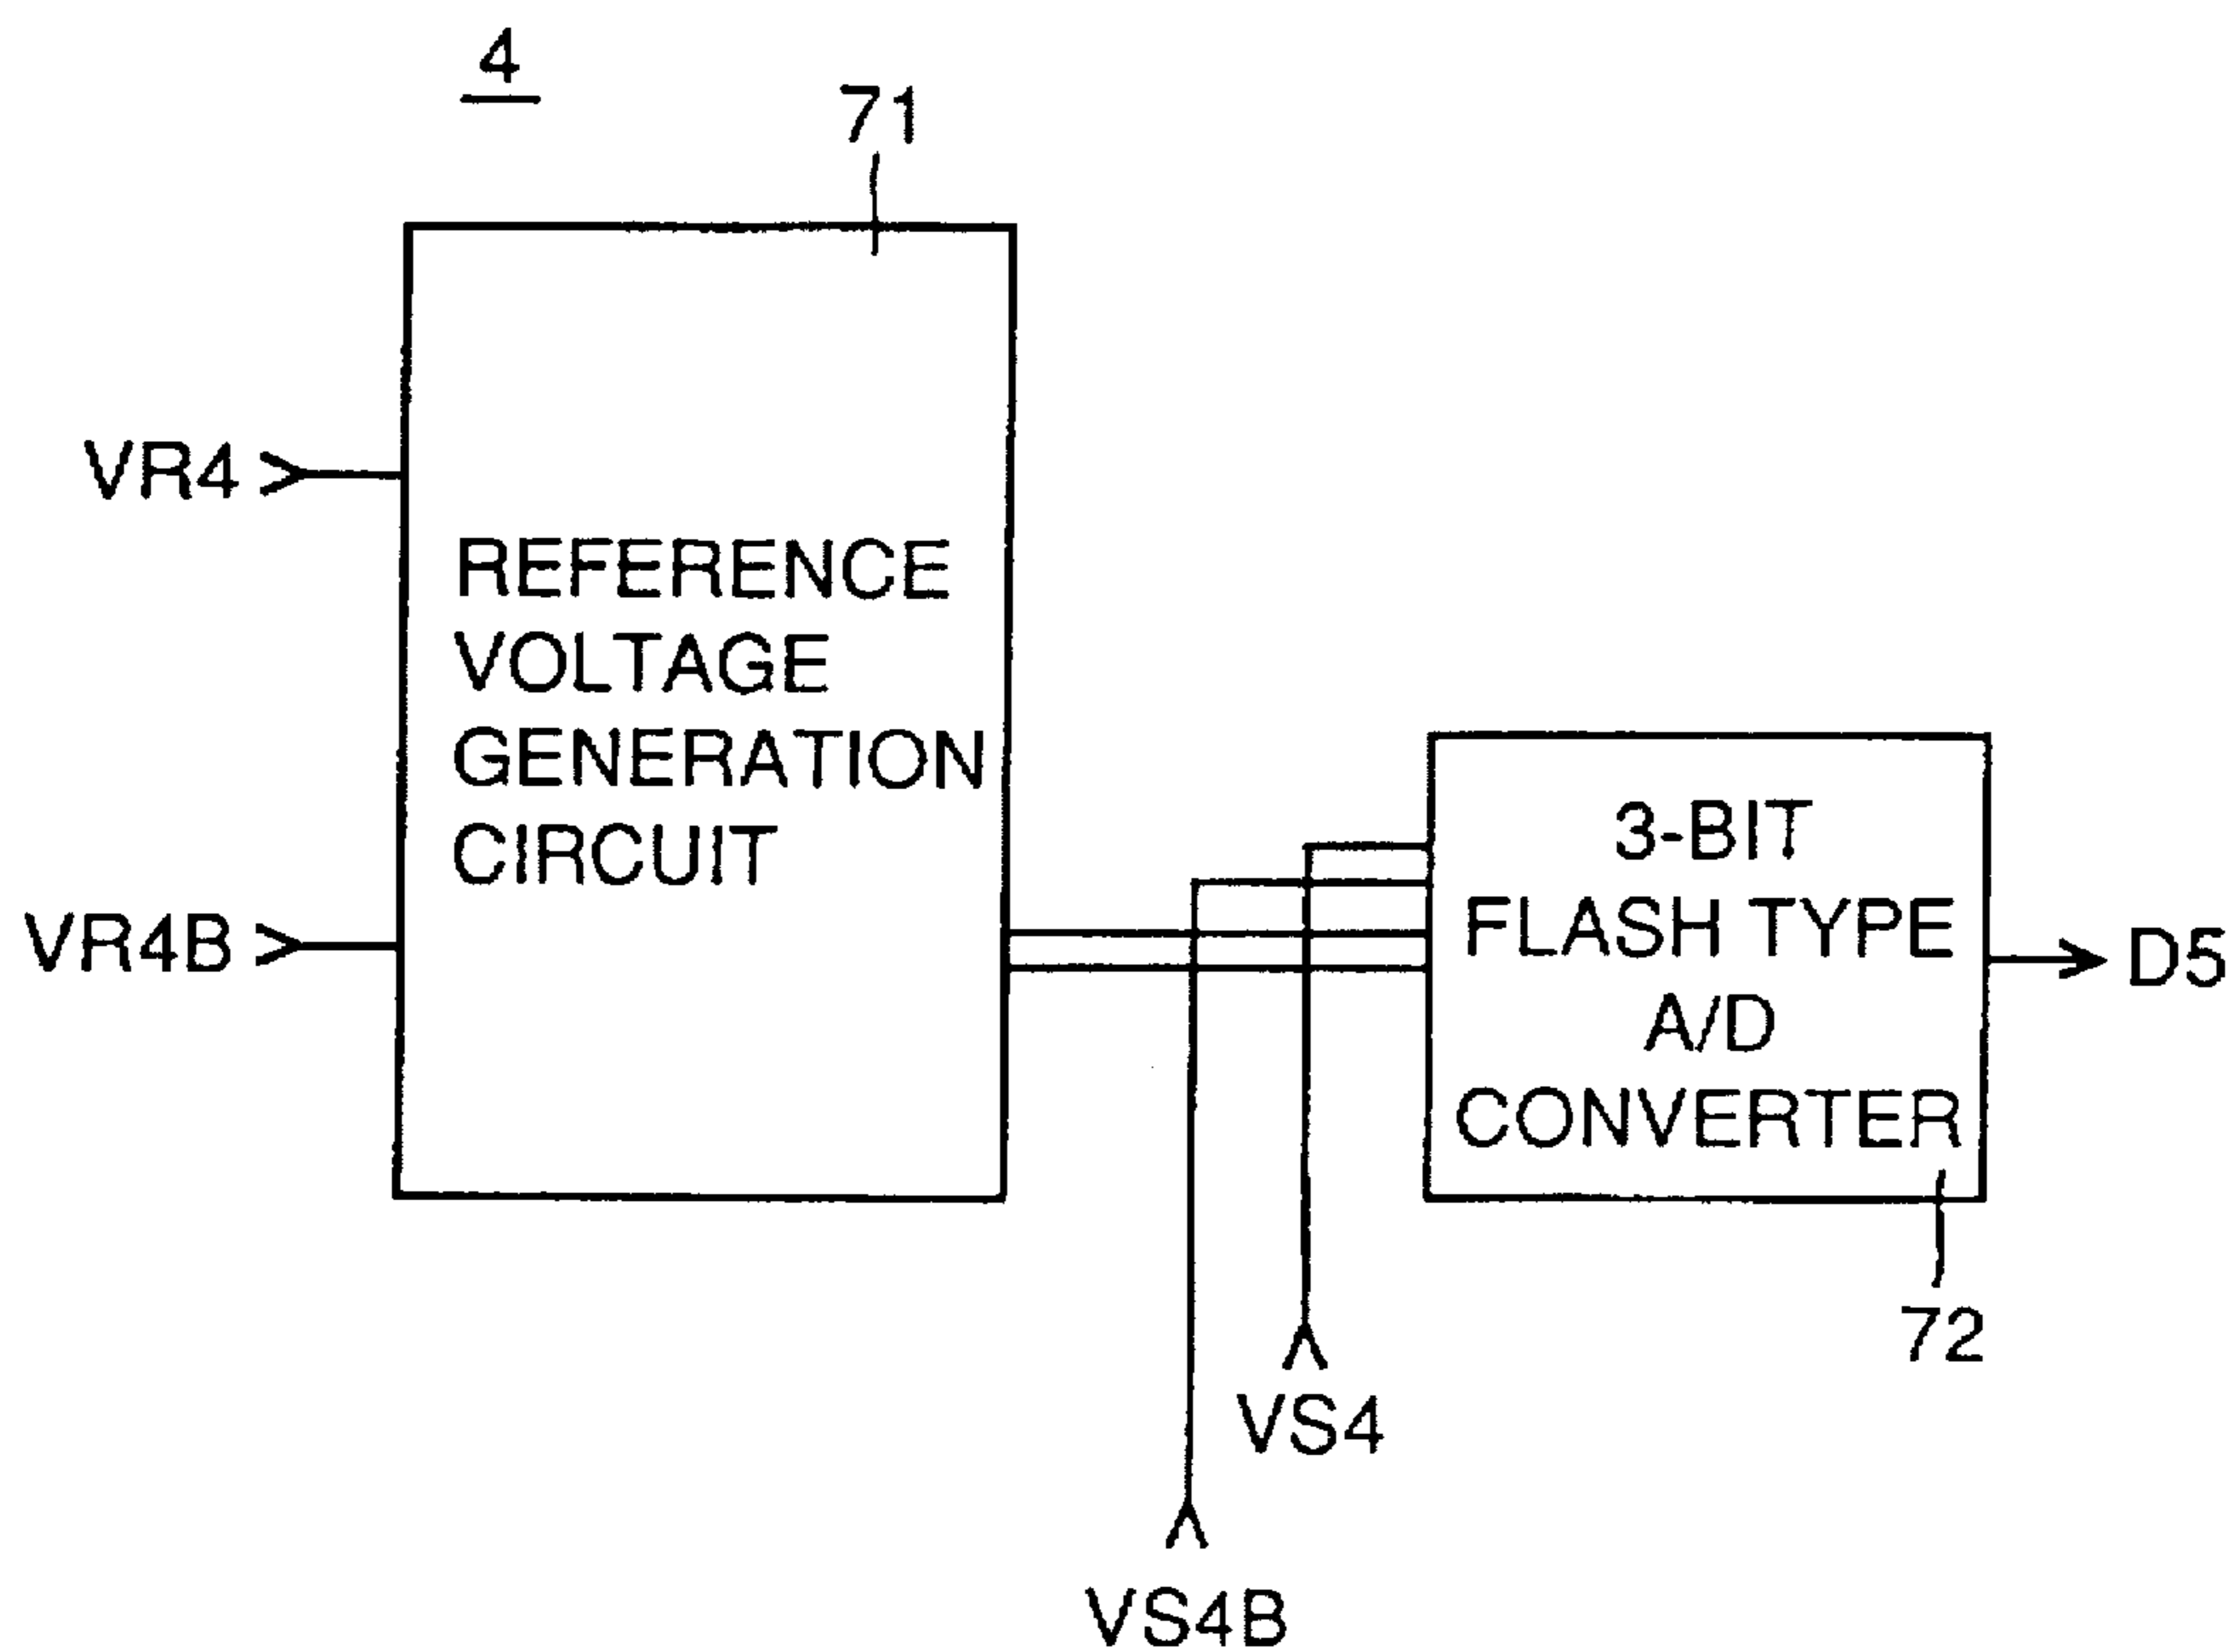 4
71
VR4
REFERENCE
VOLTAGE
GENERATION
CIRCUIT
VR4B
3-BIT
FLASH TYPE
A/D
CONVERTER
D5
72
VS4
VS4B